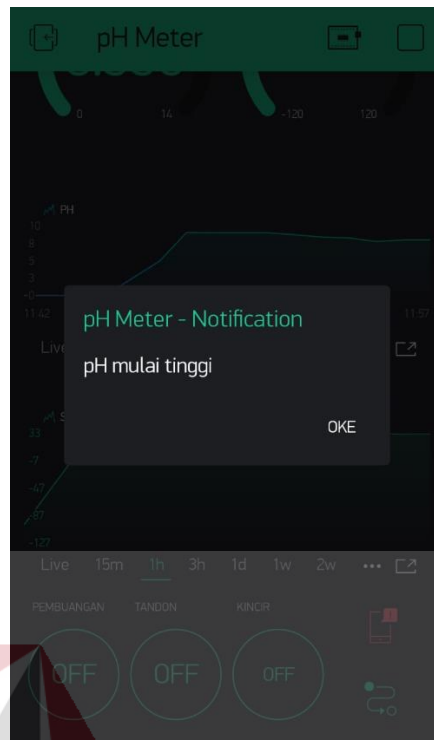 pH Meter
0 14 -120 120
PH
10
8
5
3
-0
11:42 11:57
pH Meter - Notification
pH mulai tinggi
OKE
Live
S
33
-7
-47
-87
-127
Live 15m 1h 3h 1d 1w 2w
PEMBUANGAN TANDON KINCIR
OFF OFF OFF